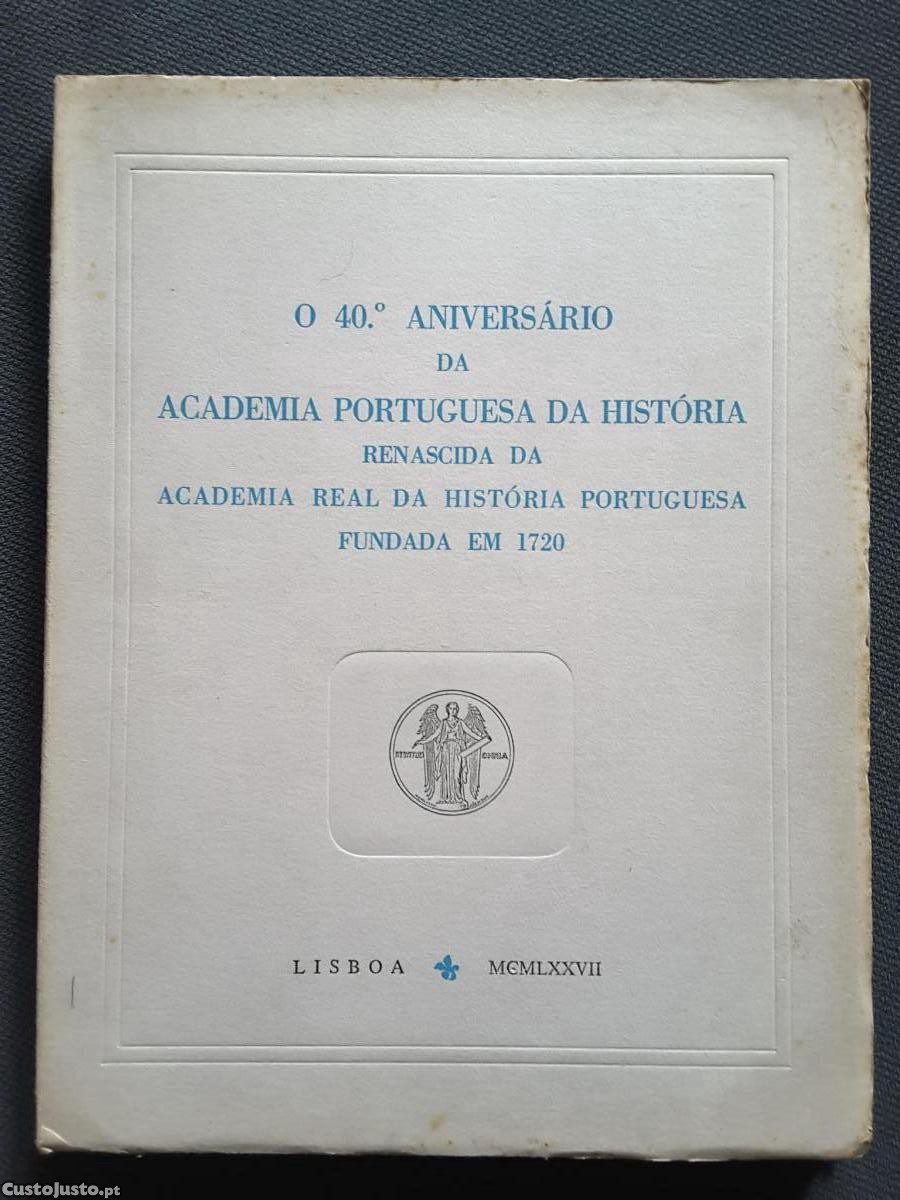 O 40.º ANIVERSÁRIO
DA
ACADEMIA PORTUGUESA DA HISTÓRIA
RENASCIDA DA
ACADEMIA REAL DA HISTÓRIA PORTUGUESA
FUNDADA EM 1720
OMNIA
LISBOA MCMLXXVII
CustoJusto.pt